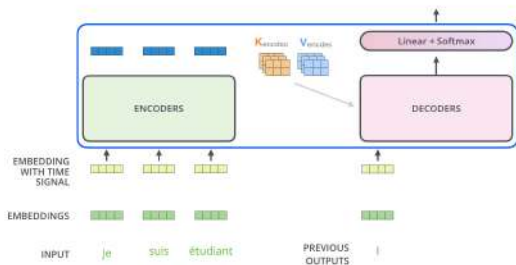 Kencdec Vencdec
Linear + Softmax
ENCODERS
DECODERS
EMBEDDING
WITH TIME
SIGNAL
EMBEDDINGS
INPUT
je suis étudiant
PREVIOUS
OUTPUTS
I